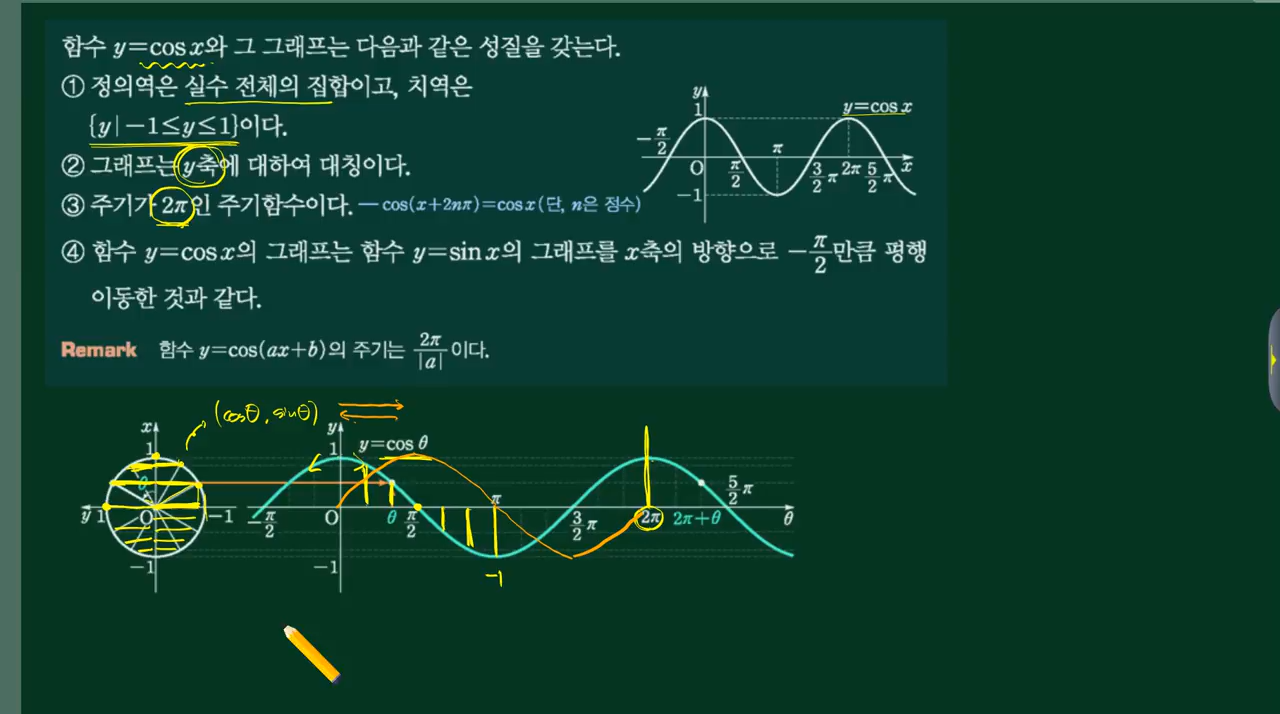 함수 y=cos x와 그 그래프는 다음과 같은 성질을 갖는다.
① 정의역은 실수 전체의 집합이고, 치역은
{y|−1≤y≤1}이다.
② 그래프는 y축에 대하여 대칭이다.
③ 주기가 2π인 주기함수이다. — cos(x+2nπ)=cos x (단, n은 정수)
④ 함수 y=cos x의 그래프는 함수 y=sin x의 그래프를 x축의 방향으로 −π/2만큼 평행
이동한 것과 같다.
Remark 함수 y=cos(ax+b)의 주기는 2π/|a| 이다.
y
1
y=cos x
−π/2
O
π/2
π
3/2 π
2π
5/2 π
x
−1
(cosθ, sinθ)
x
1
θ
y 1
O
−1
−1
y
1
y=cos θ
−π/2
O
θ
π/2
π
3/2 π
2π
2π+θ
5/2 π
θ
−1
−1